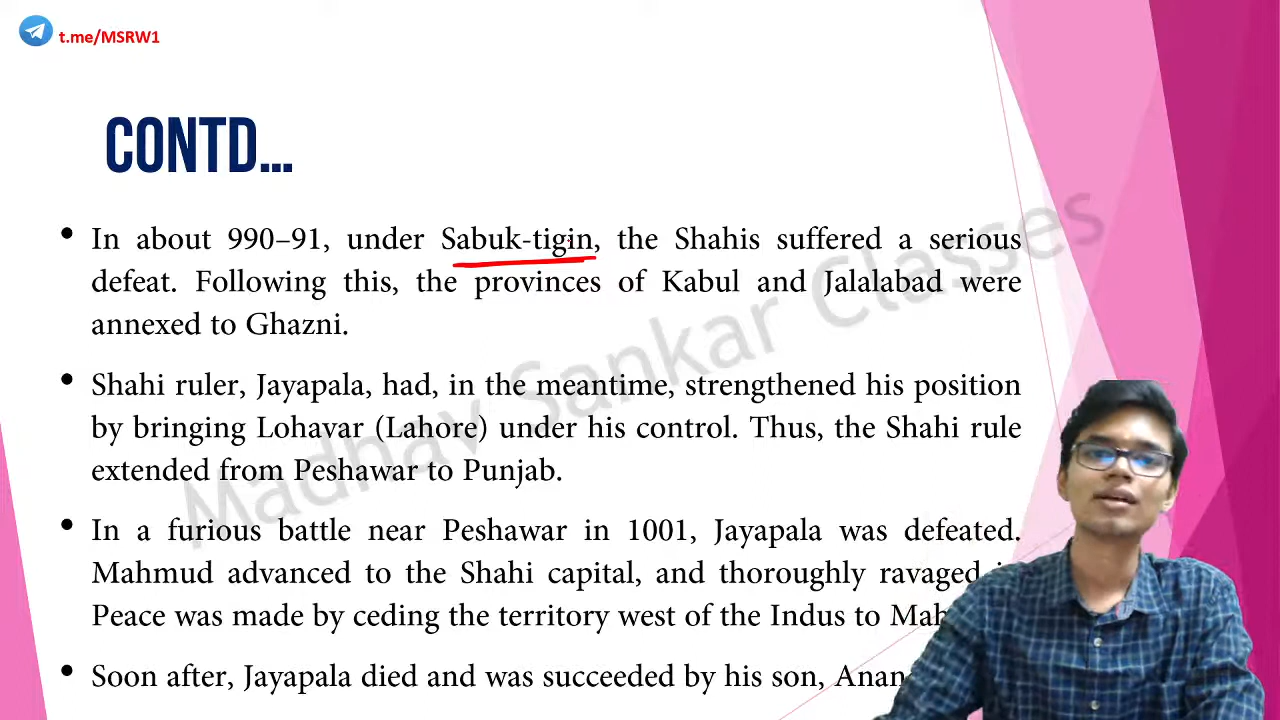 t.me/MSRW1
CONTD...
• In about 990–91, under Sabuk-tigin, the Shahis suffered a serious
defeat. Following this, the provinces of Kabul and Jalalabad were
annexed to Ghazni.
• Shahi ruler, Jayapala, had, in the meantime, strengthened his position
by bringing Lohavar (Lahore) under his control. Thus, the Shahi rule
extended from Peshawar to Punjab.
• In a furious battle near Peshawar in 1001, Jayapala was defeated.
Mahmud advanced to the Shahi capital, and thoroughly ravaged
Peace was made by ceding the territory west of the Indus to
• Soon after, Jayapala died and was succeeded by his son,
Madhav Sankar Classes